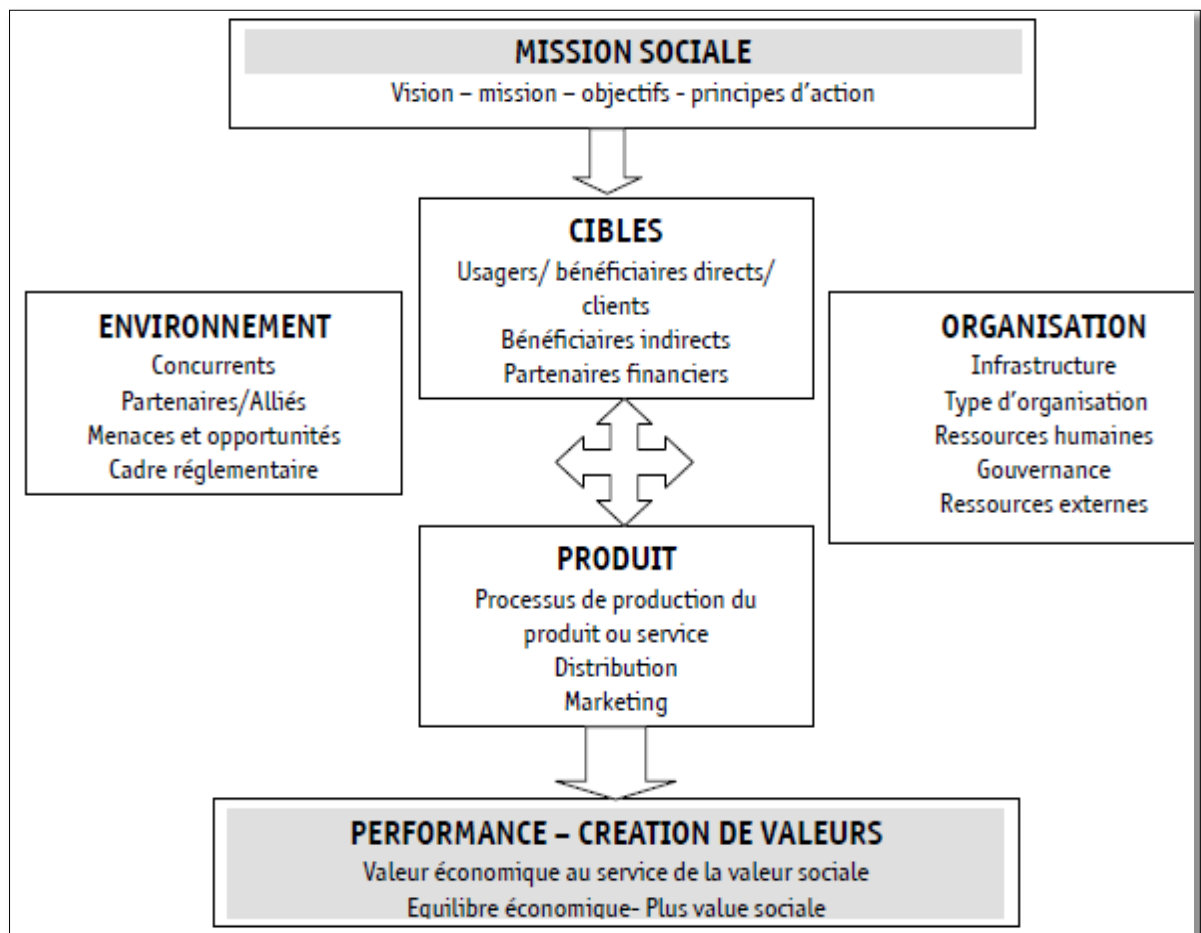 MISSION SOCIALE
Vision – mission – objectifs - principes d'action
CIBLES
Usagers/ bénéficiaires directs/
clients
Bénéficiaires indirects
Partenaires financiers
ENVIRONNEMENT
Concurrents
Partenaires/Alliés
Menaces et opportunités
Cadre réglementaire
ORGANISATION
Infrastructure
Type d'organisation
Ressources humaines
Gouvernance
Ressources externes
PRODUIT
Processus de production du
produit ou service
Distribution
Marketing
PERFORMANCE – CREATION DE VALEURS
Valeur économique au service de la valeur sociale
Equilibre économique- Plus value sociale